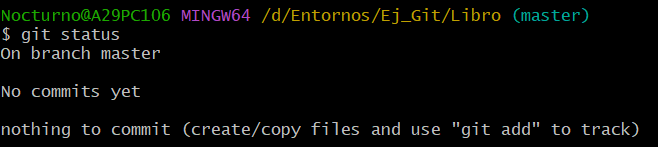 Nocturno@A29PC106 MINGW64 /d/Entornos/Ej_Git/Libro (master)
$ git status
On branch master
No commits yet
nothing to commit (create/copy files and use "git add" to track)